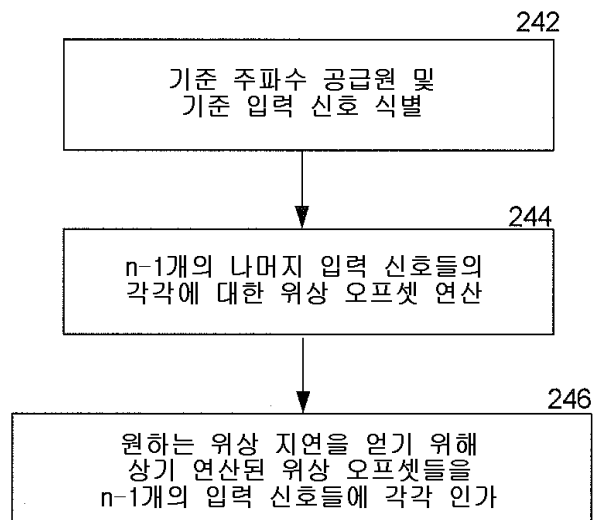 242
기준 주파수 공급원 및
기준 입력 신호 식별
244
n-1개의 나머지 입력 신호들의
각각에 대한 위상 오프셋 연산
246
원하는 위상 지연을 얻기 위해
상기 연산된 위상 오프셋들을
n-1개의 입력 신호들에 각각 인가